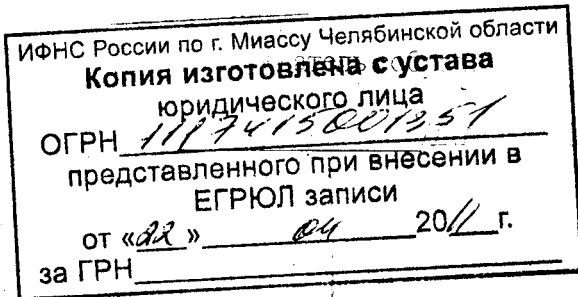 ИФНС России по г. Миассу Челябинской области
Копия изготовлена с устава
юридического лица
ОГРН 1117415001351
представленного при внесении в
ЕГРЮЛ записи
от «22» 04 2011 г.
за ГРН